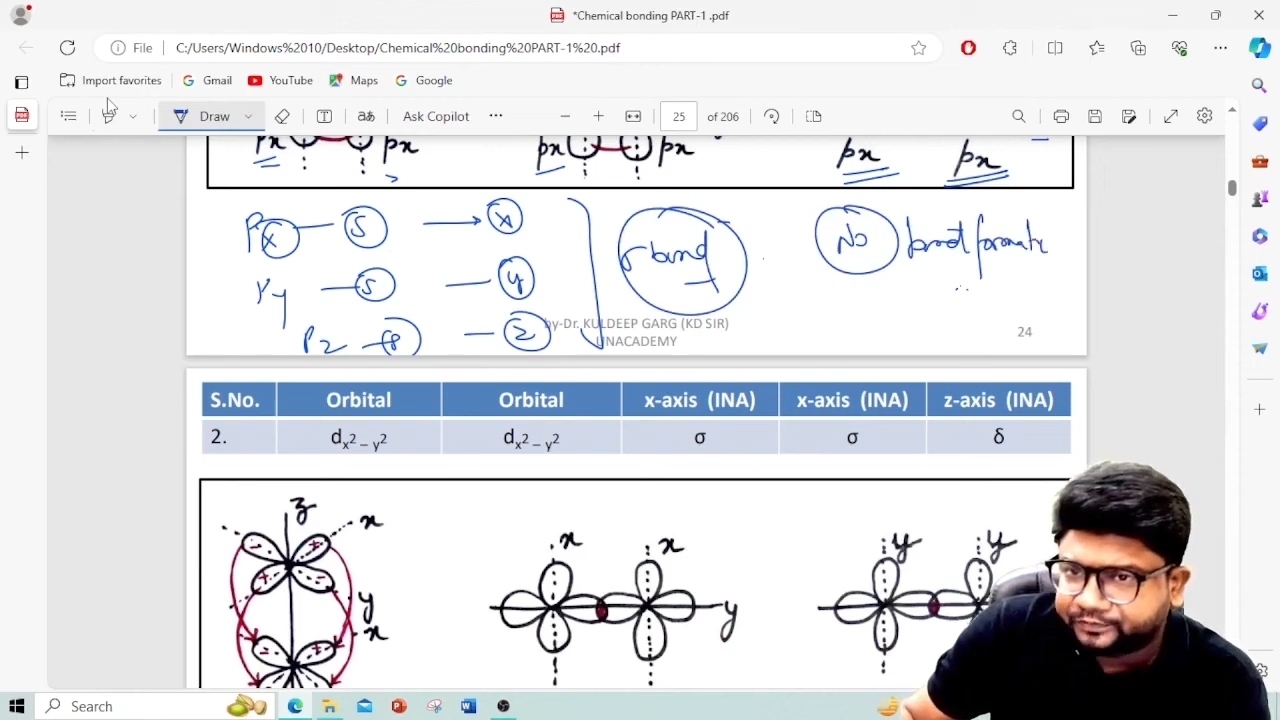 *Chemical bonding PART-1 .pdf
File C:/Users/Windows%2010/Desktop/Chemical%20bonding%20PART-1%20.pdf
Import favorites Gmail YouTube Maps Google
Draw Ask Copilot 25 of 206
px px px px px px
Px — S → x
σ bond
No
Py — S — y
Pz — S — z
by-Dr. KULDEEP GARG (KD SIR)
UNACADEMY
24
S.No. Orbital Orbital x-axis (INA) x-axis (INA) z-axis (INA)
2. dx² – y² dx² – y² σ σ δ
z x
x x y y
y y
x
Search